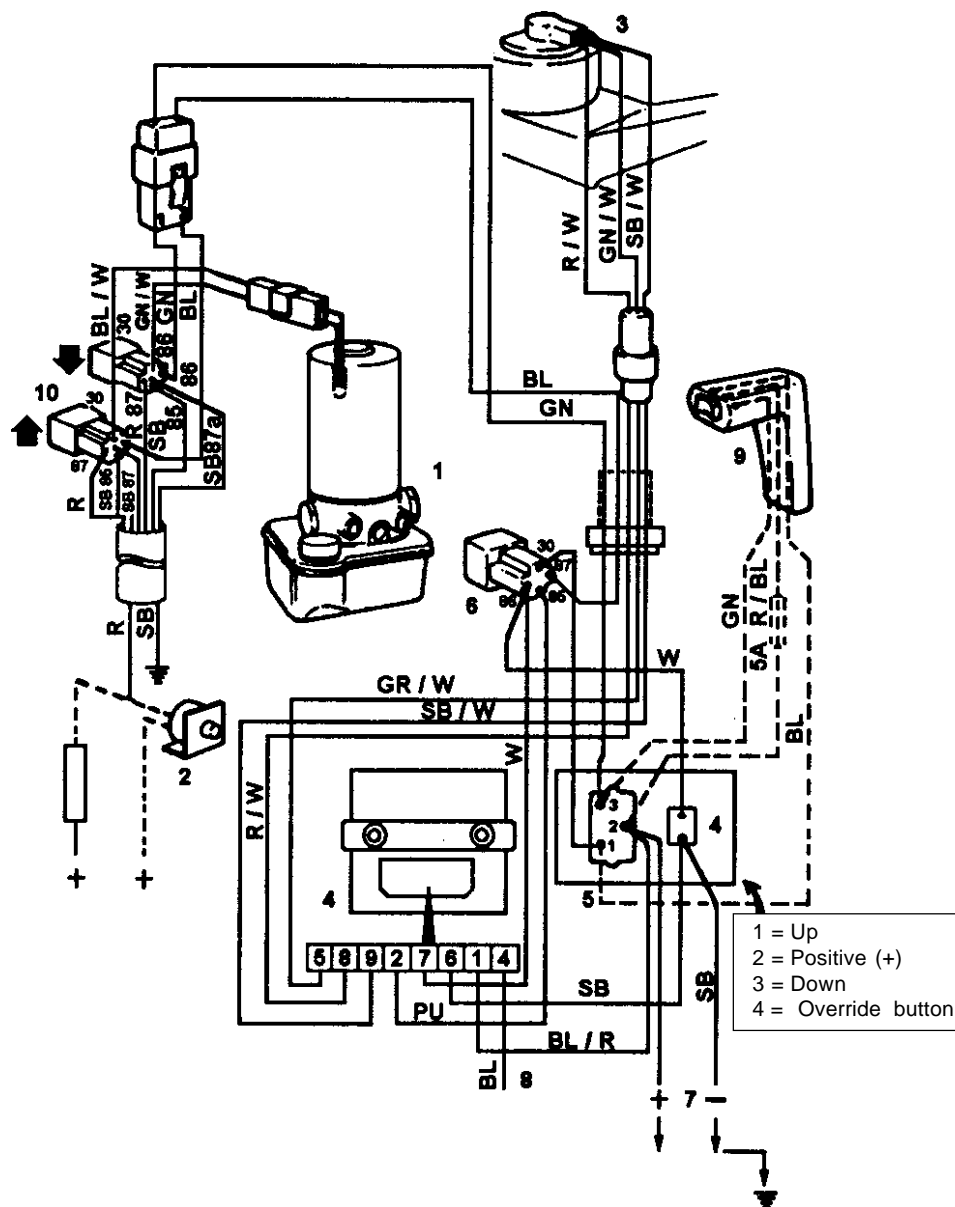 3
1
R / W
GN / W
SB / W
BL / W
GN / W
86 GN
BL
30
86
10
30
87
R
SB
85
SB87a
87
R
SB 86
SB 87
BL
GN
1
9
30
87
86
85
6
GN
5A
R / BL
BL
R
SB
W
GR / W
SB / W
W
2
R / W
3
2
1
4
4
5
+
+
5 8 9 2 7 6 1 4
SB
SB
PU
BL / R
BL
8
+ 7 −
1 = Up
2 = Positive (+)
3 = Down
4 = Override button